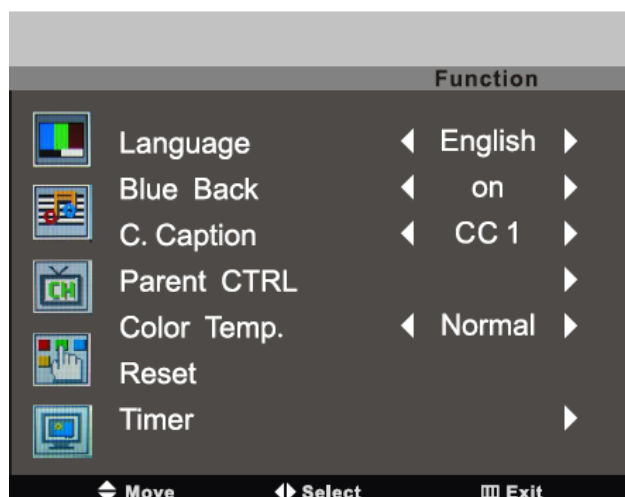 Function
Language English
Blue Back on
C. Caption CC 1
CH
Parent CTRL
Color Temp. Normal
Reset
Timer
Move Select Exit